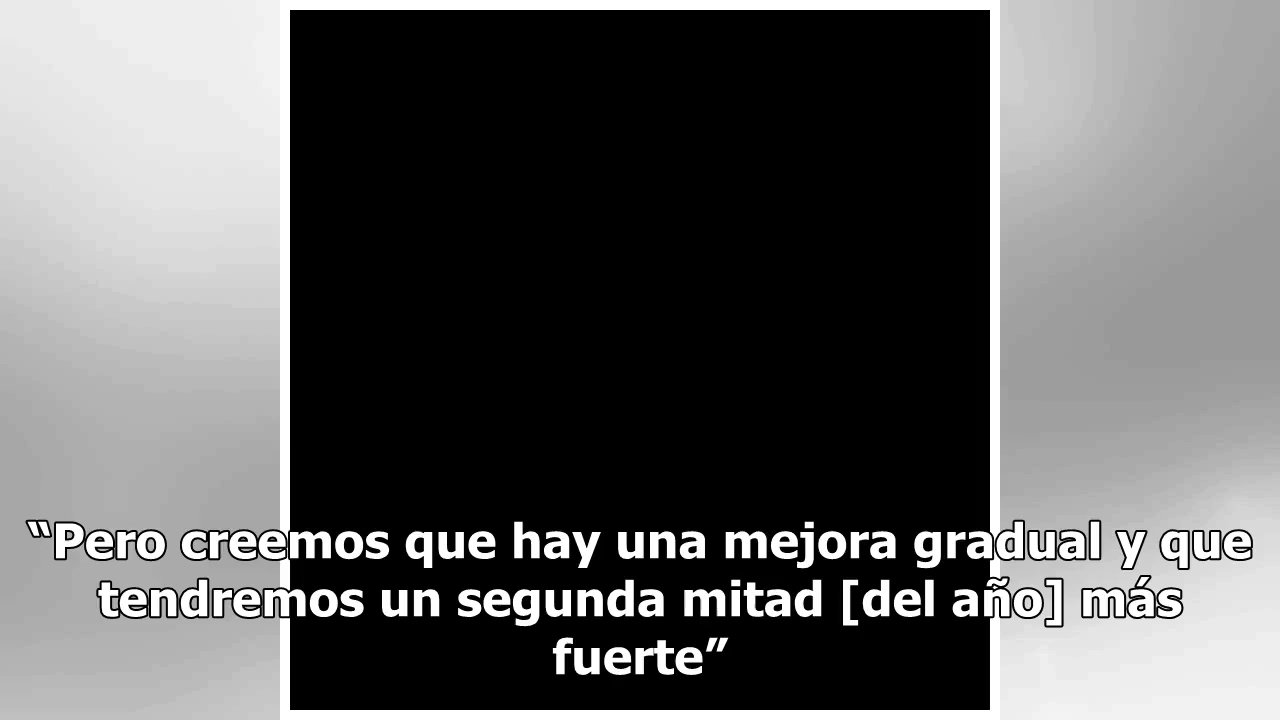 “Pero creemos que hay una mejora gradual y que
tendremos un segunda mitad [del año] más
fuerte”